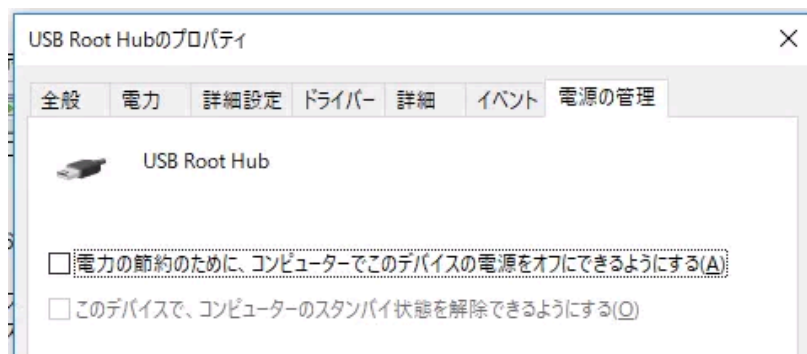 USB Root Hubのプロパティ
全般 電力 詳細設定 ドライバー 詳細 イベント 電源の管理
USB Root Hub
電力の節約のために、コンピューターでこのデバイスの電源をオフにできるようにする(A)
このデバイスで、コンピューターのスタンバイ状態を解除できるようにする(O)